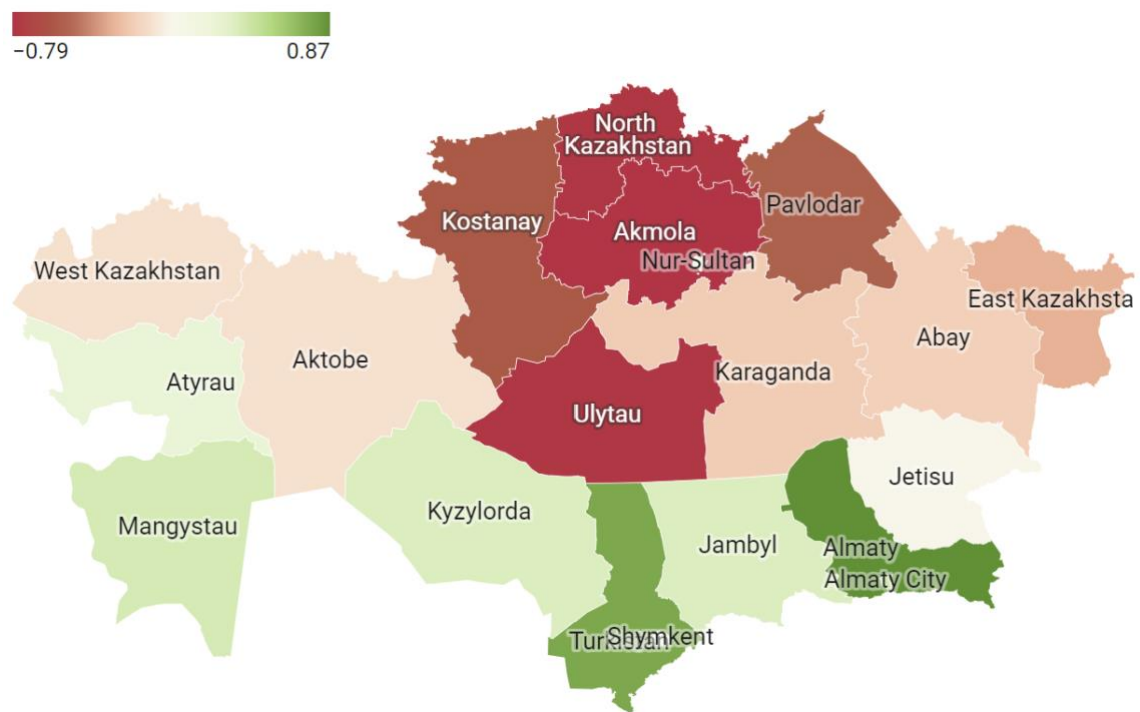 −0.79
0.87
North
Kazakhstan
Pavlodar
Kostanay
Akmola
Nur-Sultan
West Kazakhstan
East Kazakhsta
Abay
Aktobe
Karaganda
Atyrau
Ulytau
Jetisu
Kyzylorda
Mangystau
Jambyl
Almaty
Almaty City
Turkistan
Shymkent